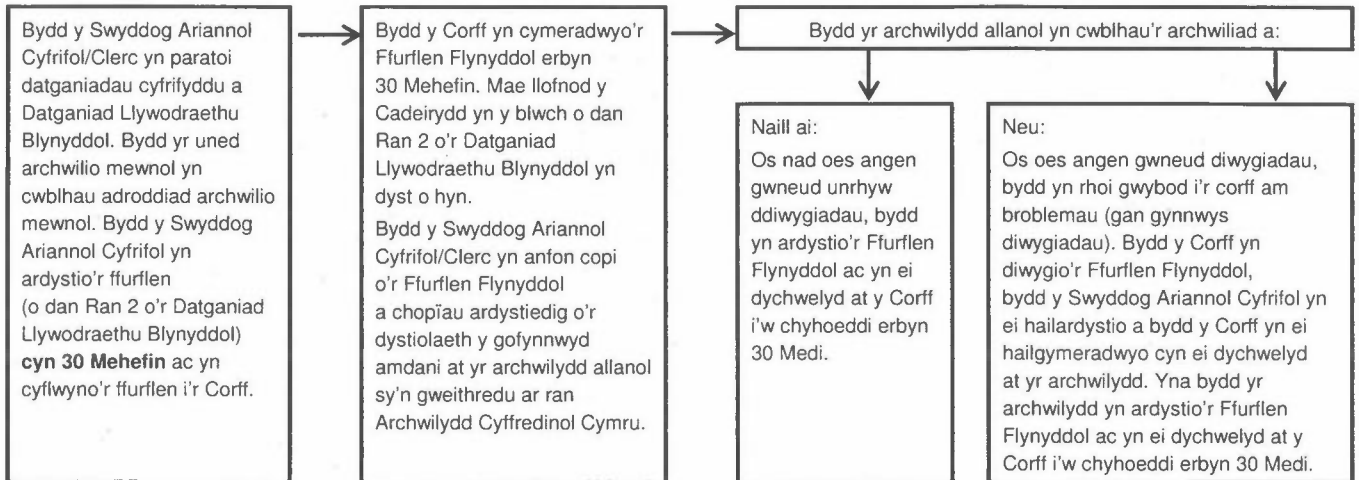 Bydd y Swyddog Ariannol
Cyfrifol/Clerc yn paratoi
datganiadau cyfrifyddu a
Datganiad Llywodraethu
Blynyddol. Bydd yr uned
archwilio mewnol yn
cwblhau adroddiad archwilio
mewnol. Bydd y Swyddog
Ariannol Cyfrifol yn
ardystio'r ffurflen
(o dan Ran 2 o'r Datganiad
Llywodraethu Blynyddol)
cyn 30 Mehefin ac yn
cyflwyno'r ffurflen i'r Corff.
Bydd y Corff yn cymeradwyo'r
Ffurflen Flynyddol erbyn
30 Mehefin. Mae llofnod y
Cadeirydd yn y blwch o dan
Ran 2 o'r Datganiad
Llywodraethu Blynyddol yn
dyst o hyn.
Bydd y Swyddog Ariannol
Cyfrifol/Clerc yn anfon copi
o'r Ffurflen Flynyddol
a chopïau ardystiedig o'r
dystiolaeth y gofynnwyd
amdani at yr archwilydd allanol
sy'n gweithredu ar ran
Archwilydd Cyffredinol Cymru.
Bydd yr archwilydd allanol yn cwblhau'r archwiliad a:
Naill ai:
Os nad oes angen
gwneud unrhyw
ddiwygiadau, bydd
yn ardystio'r Ffurflen
Flynyddol ac yn ei
dychwelyd at y Corff
i'w chyhoeddi erbyn
30 Medi.
Neu:
Os oes angen gwneud diwygiadau,
bydd yn rhoi gwybod i'r corff am
broblemau (gan gynnwys
diwygiadau). Bydd y Corff yn
diwygio'r Ffurflen Flynyddol,
bydd y Swyddog Ariannol Cyfrifol yn
ei hailardystio a bydd y Corff yn ei
hailgymeradwyo cyn ei dychwelyd
at yr archwilydd. Yna bydd yr
archwilydd yn ardystio'r Ffurflen
Flynyddol ac yn ei dychwelyd at y
Corff i'w chyhoeddi erbyn 30 Medi.